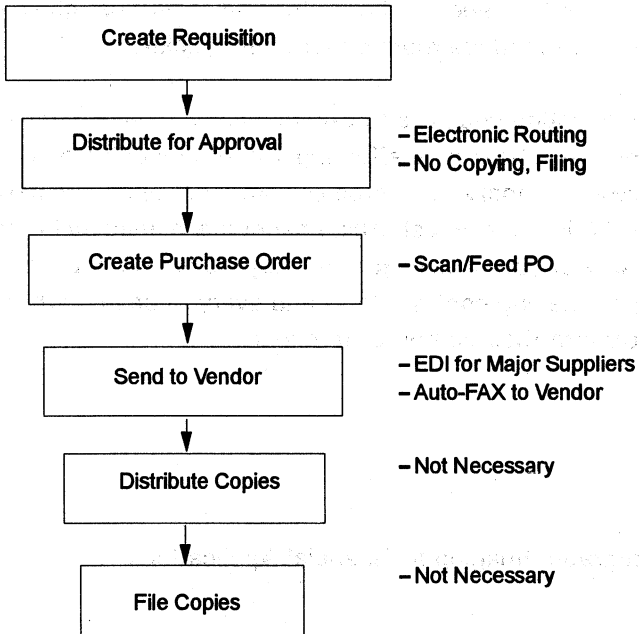 Create Requisition
Distribute for Approval
– Electronic Routing
– No Copying, Filing
Create Purchase Order
– Scan/Feed PO
Send to Vendor
– EDI for Major Suppliers
– Auto-FAX to Vendor
Distribute Copies
– Not Necessary
File Copies
– Not Necessary